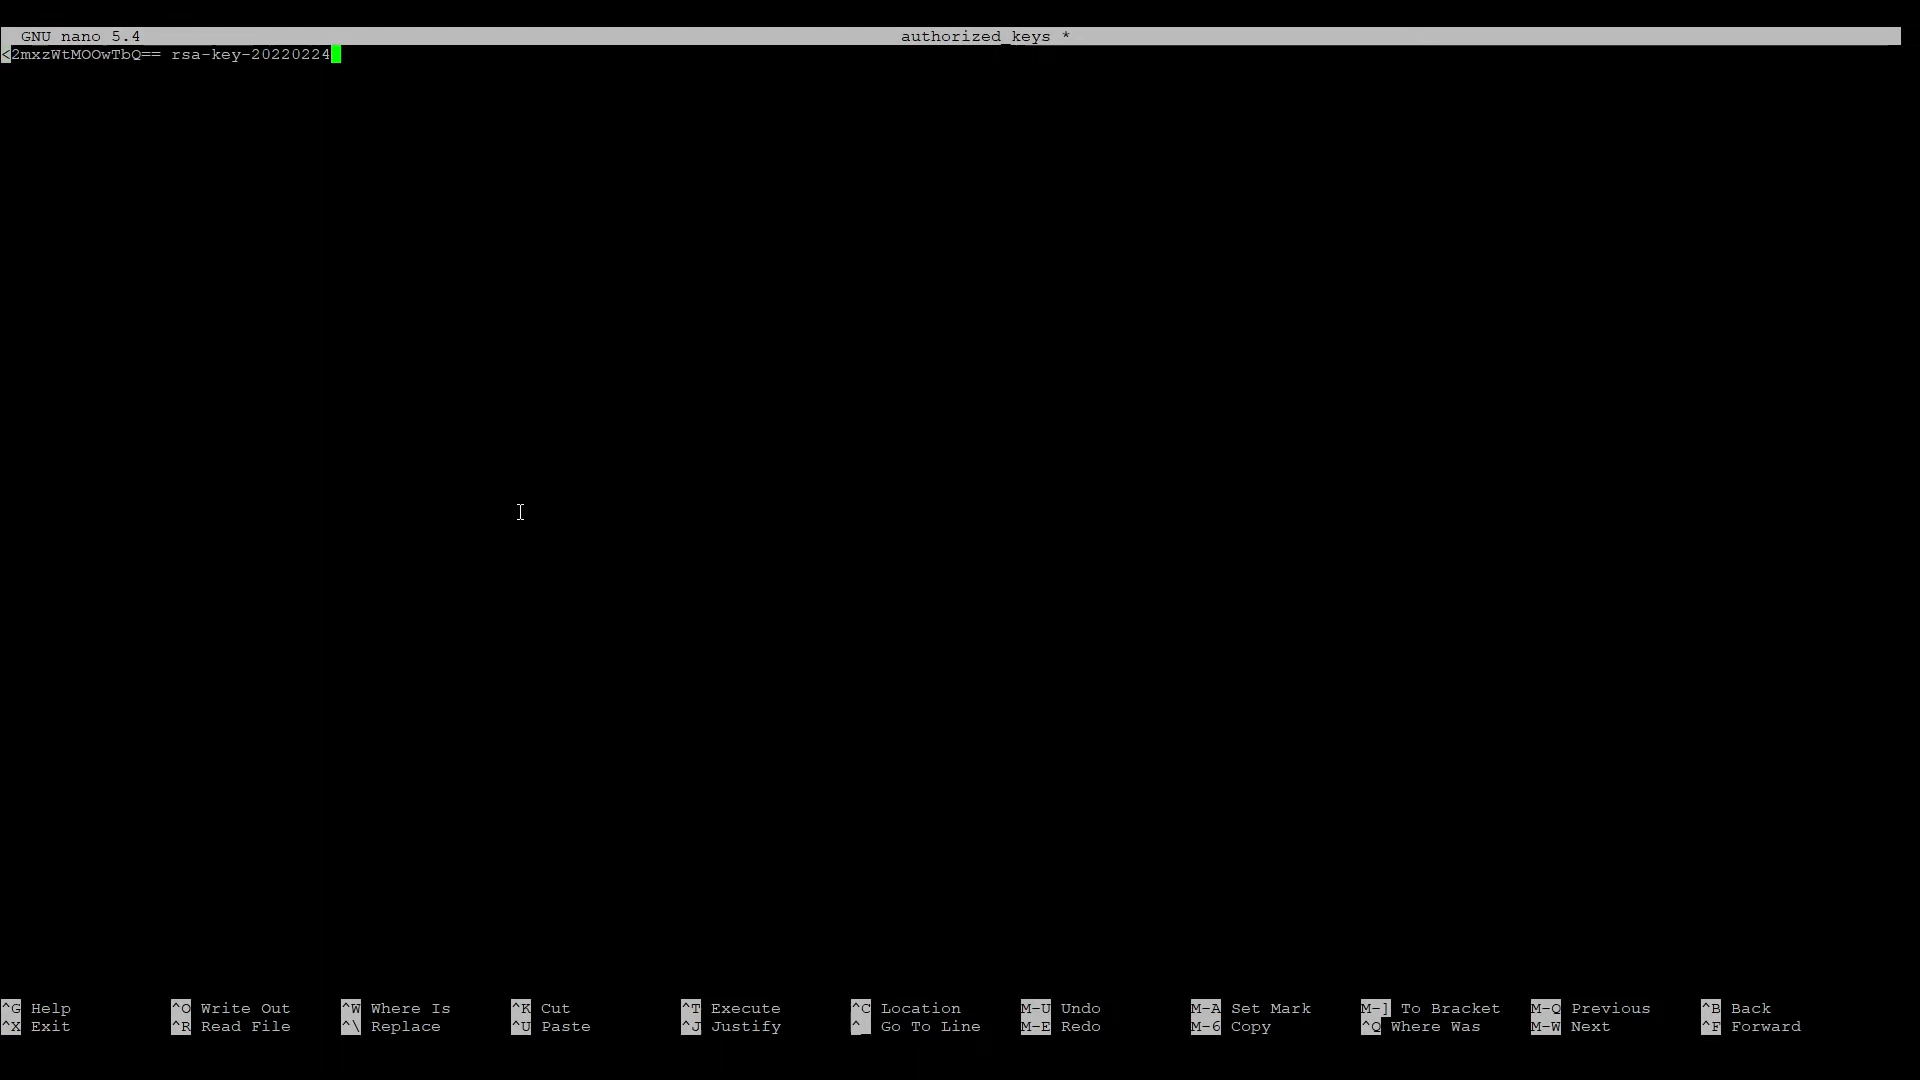 GNU nano 5.4 authorized_keys *
<2mxzWtMOOwTbQ== rsa-key-20220224
^G Help ^O Write Out ^W Where Is ^K Cut ^T Execute ^C Location M-U Undo M-A Set Mark M-] To Bracket M-Q Previous ^B Back
^X Exit ^R Read File ^\ Replace ^U Paste ^J Justify ^_ Go To Line M-E Redo M-6 Copy ^Q Where Was M-W Next ^F Forward